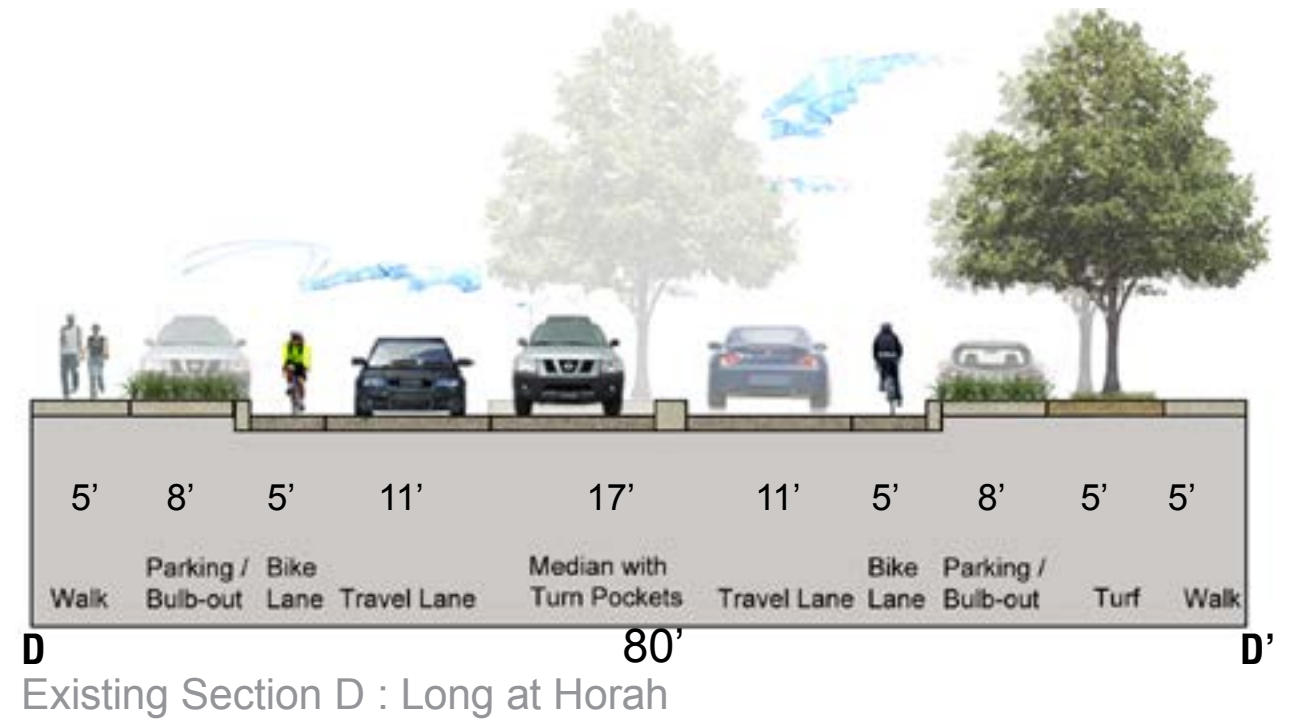 5’ 8’ 5’ 11’ 17’ 11’ 5’ 8’ 5’ 5’
Parking / Bike Median with Bike Parking /
Walk Bulb-out Lane Travel Lane Turn Pockets Travel Lane Lane Bulb-out Turf Walk
D 80’ D’
Existing Section D : Long at Horah